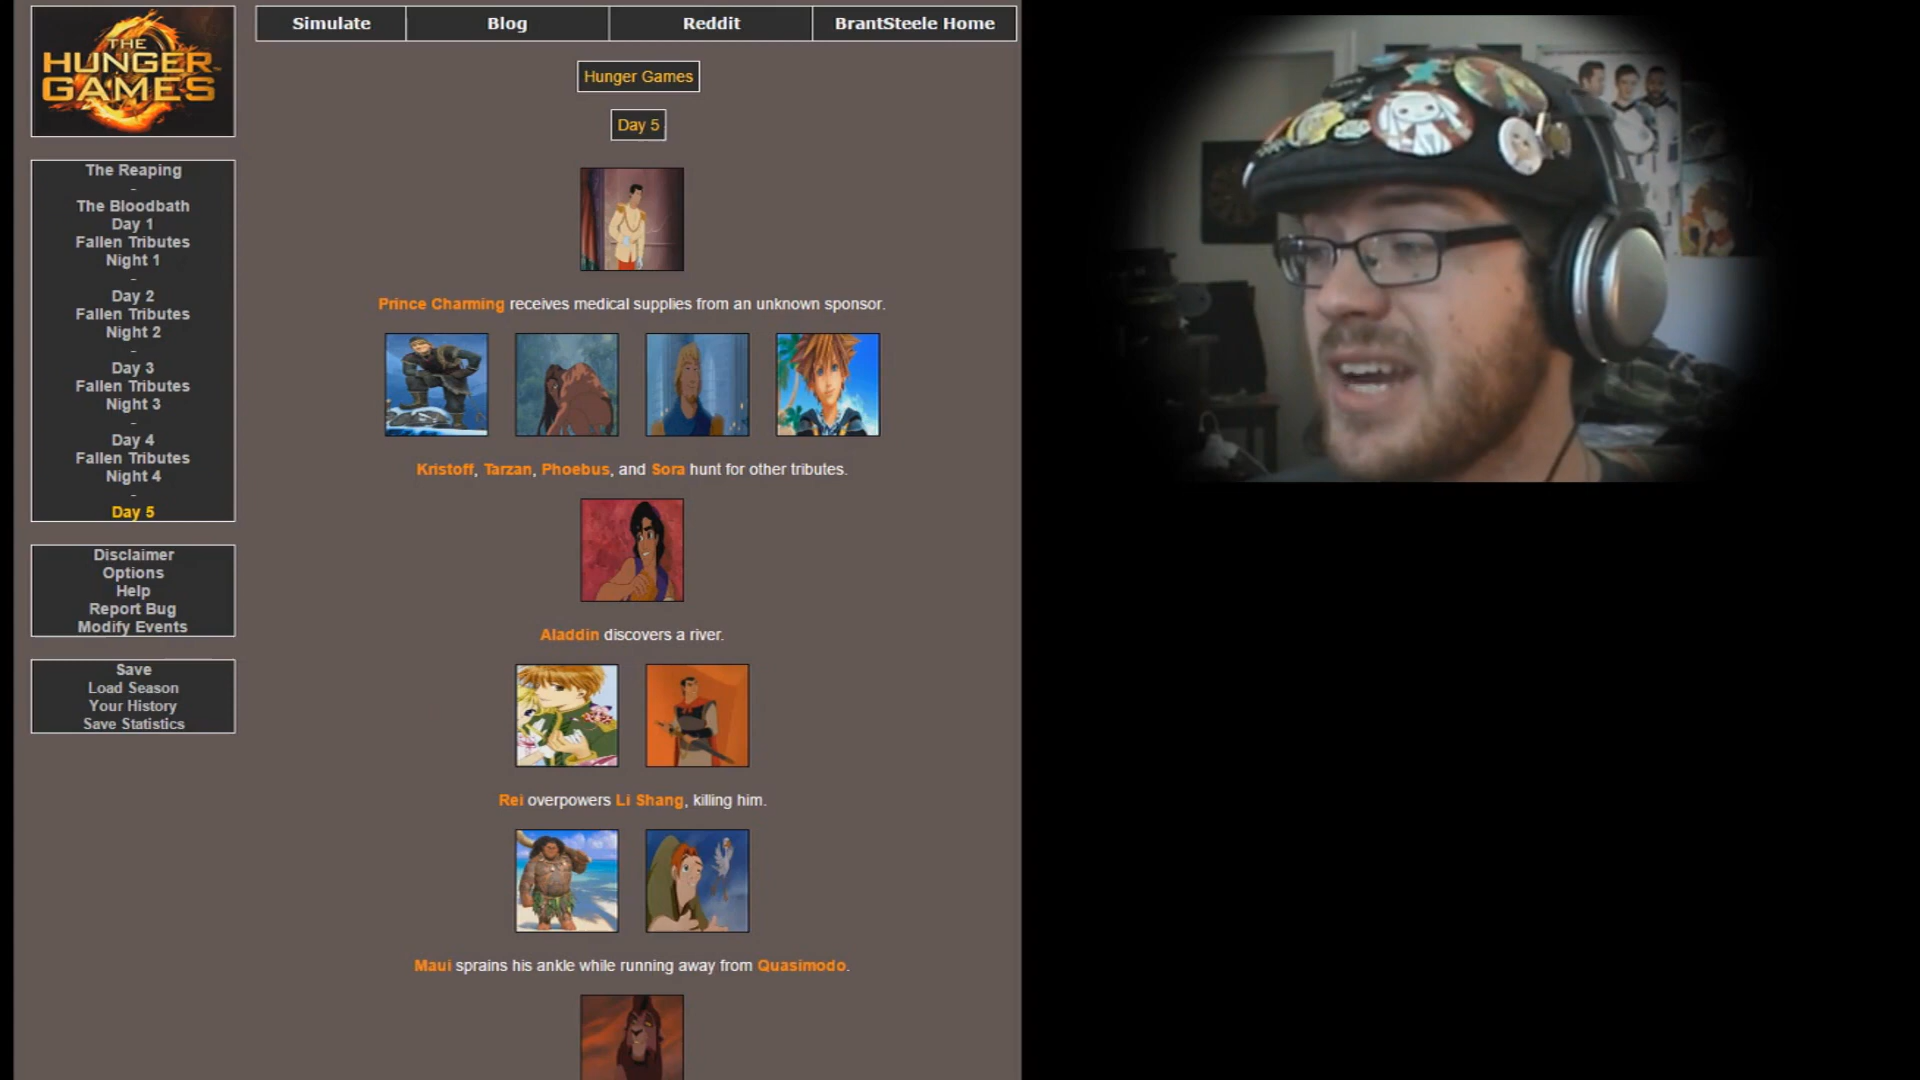 THE
HUNGER
GAMES
Simulate
Blog
Reddit
BrantSteele Home
Hunger Games
Day 5
The Reaping
-
The Bloodbath
Day 1
Fallen Tributes
Night 1
-
Day 2
Fallen Tributes
Night 2
-
Day 3
Fallen Tributes
Night 3
-
Day 4
Fallen Tributes
Night 4
-
Day 5
Disclaimer
Options
Help
Report Bug
Modify Events
Save
Load Season
Your History
Save Statistics
Prince Charming receives medical supplies from an unknown sponsor.
Kristoff, Tarzan, Phoebus, and Sora hunt for other tributes.
Aladdin discovers a river.
Rei overpowers Li Shang, killing him.
Maui sprains his ankle while running away from Quasimodo.